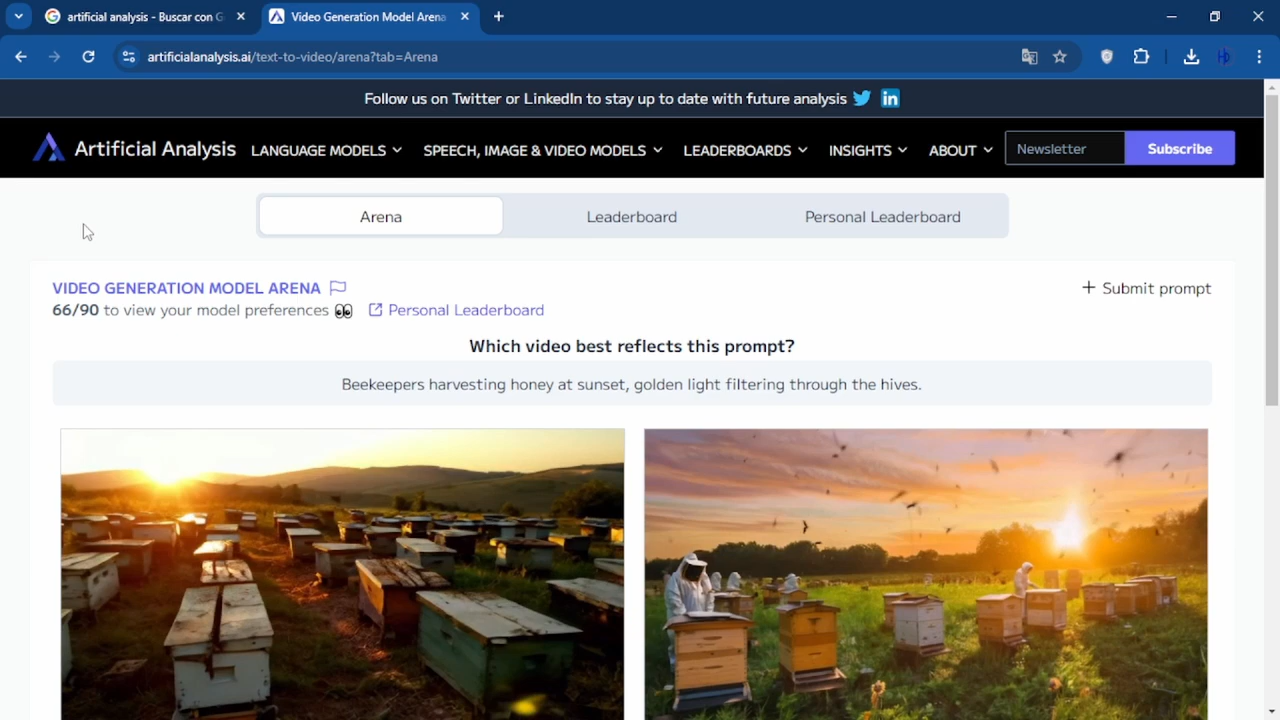 artificial analysis - Buscar con G
Video Generation Model Arena
artificialanalysis.ai/text-to-video/arena?tab=Arena
Follow us on Twitter or LinkedIn to stay up to date with future analysis
Artificial Analysis
LANGUAGE MODELS
SPEECH, IMAGE & VIDEO MODELS
LEADERBOARDS
INSIGHTS
ABOUT
Newsletter
Subscribe
Arena
Leaderboard
Personal Leaderboard
VIDEO GENERATION MODEL ARENA
+ Submit prompt
66/90 to view your model preferences 👀 Personal Leaderboard
Which video best reflects this prompt?
Beekeepers harvesting honey at sunset, golden light filtering through the hives.